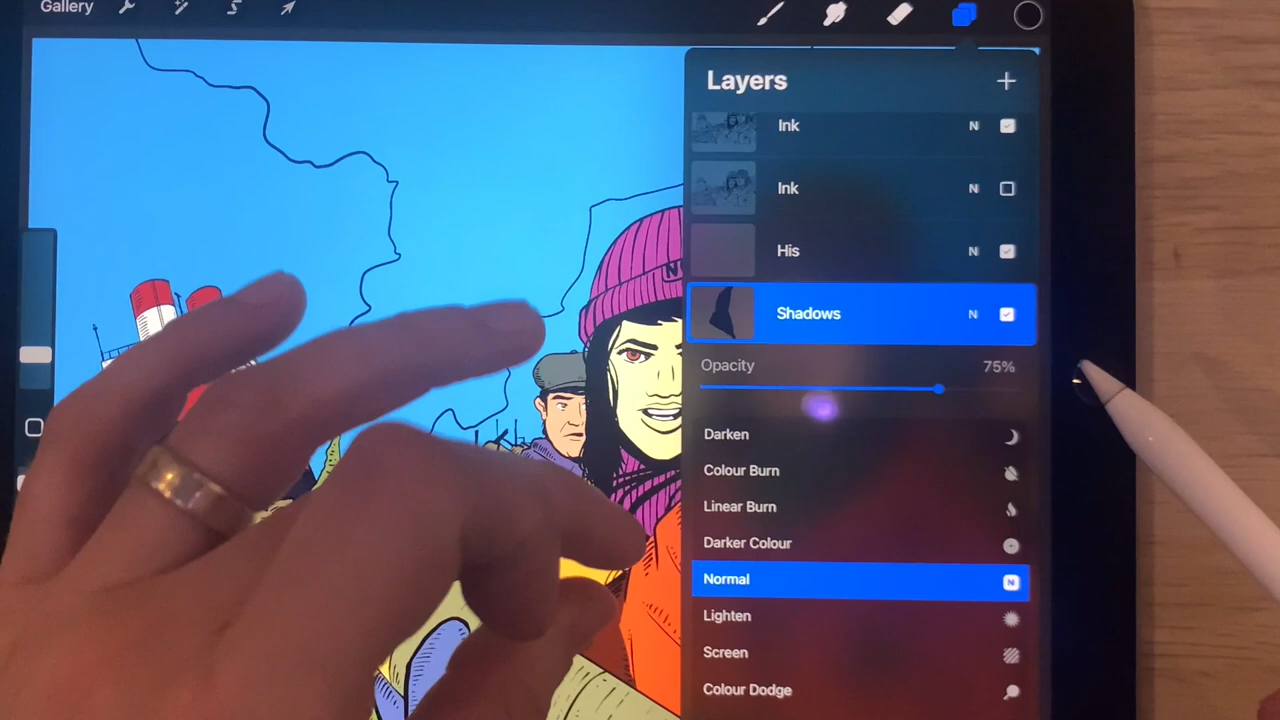 Gallery
Layers
Ink N
Ink N
His N
Shadows N
Opacity 75%
Darken
Colour Burn
Linear Burn
Darker Colour
Normal N
Lighten
Screen
Colour Dodge